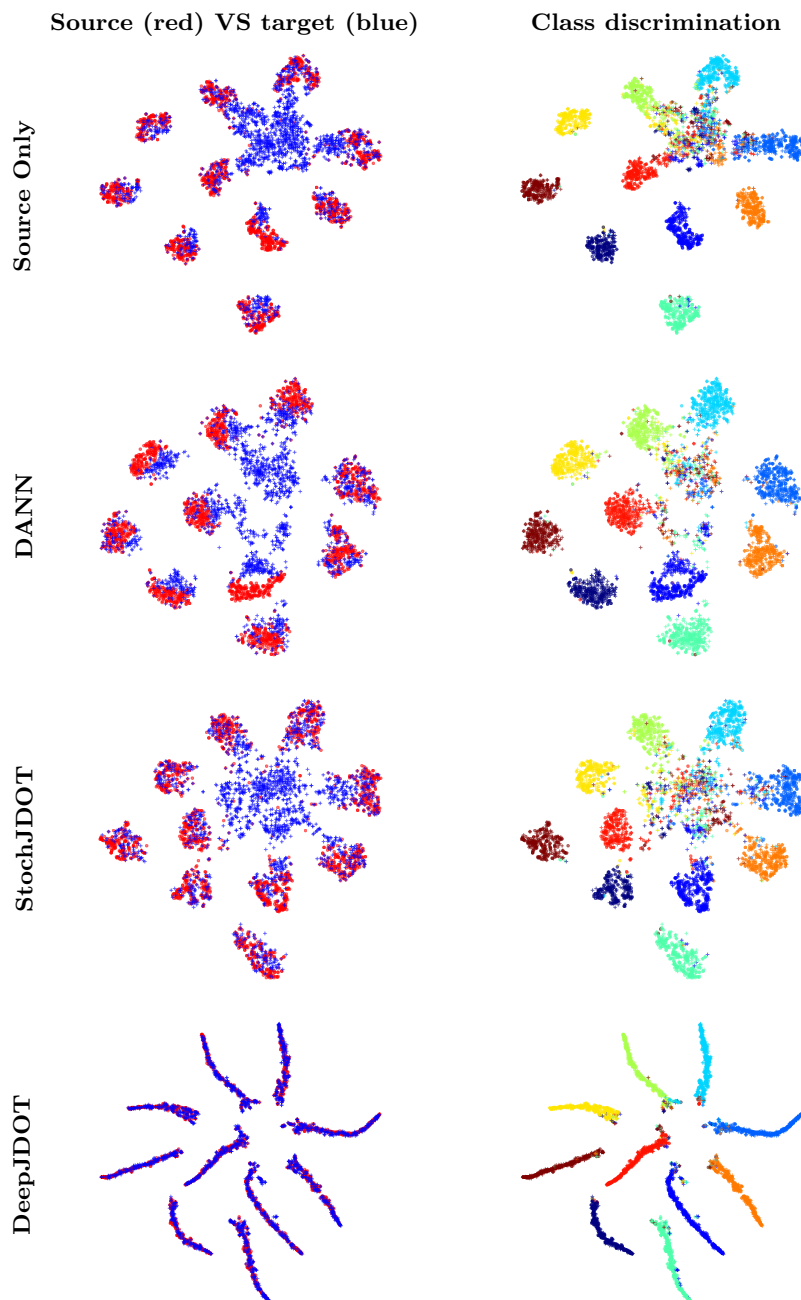 Source (red) VS target (blue)
Class discrimination
Source Only
DANN
StochJDOT
DeepJDOT